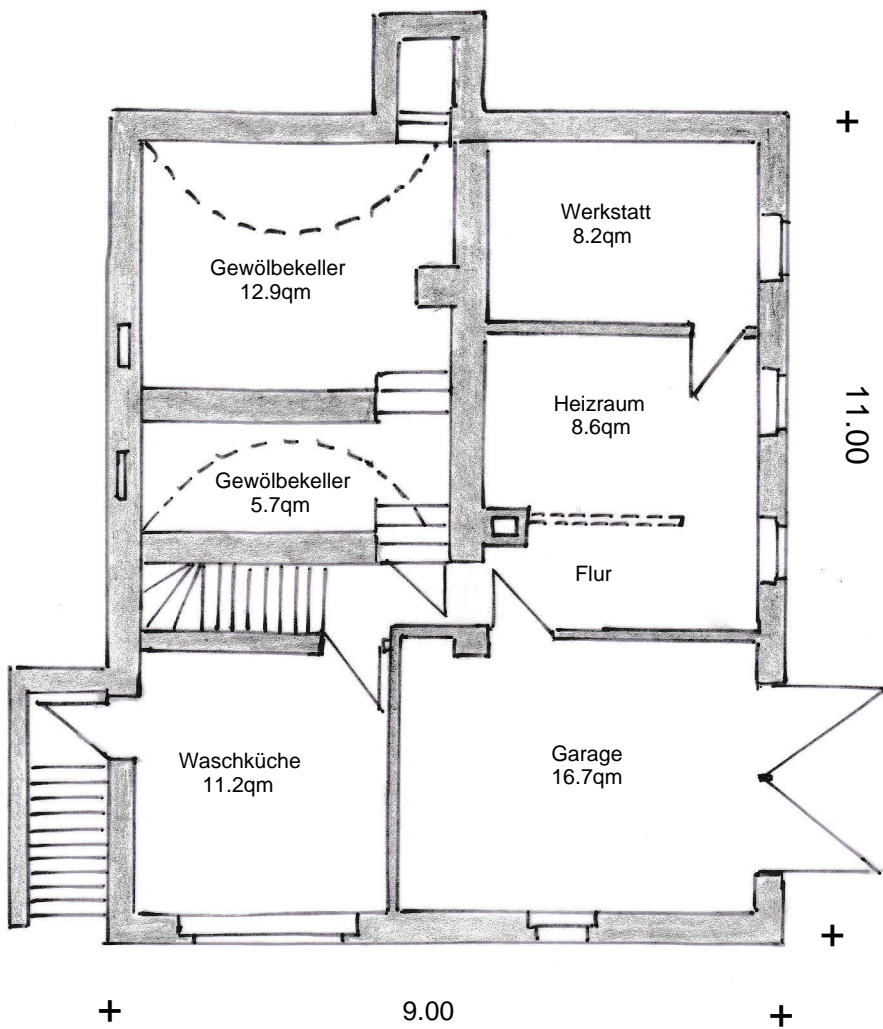 Werkstatt
8.2qm
Gewölbekeller
12.9qm
Heizraum
8.6qm
11.00
Gewölbekeller
5.7qm
Flur
Waschküche
11.2qm
Garage
16.7qm
9.00